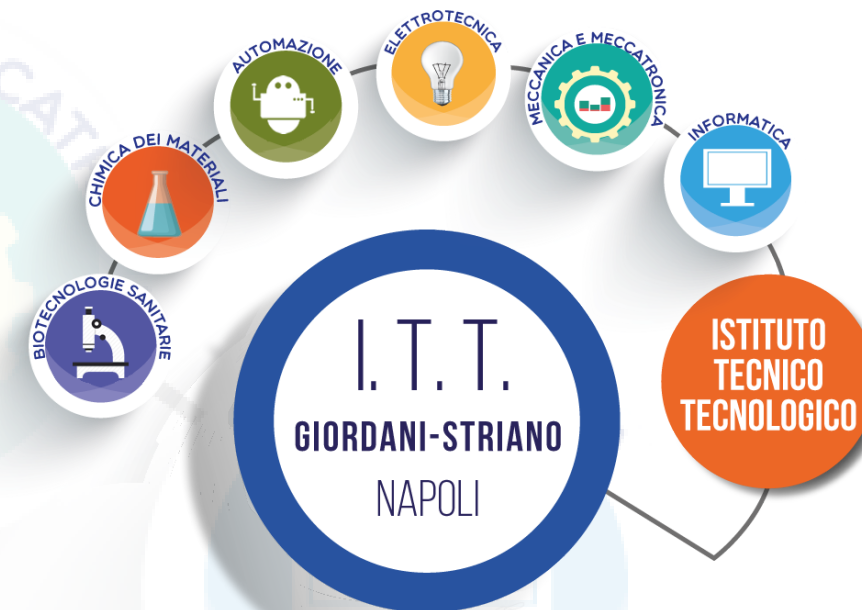 AUTOMAZIONE
ELETTROTECNICA
MECCANICA E MECCATRONICA
INFORMATICA
CHIMICA DEI MATERIALI
BIOTECNOLOGIE SANITARIE
I. T. T.
GIORDANI-STRIANO
NAPOLI
ISTITUTO
TECNICO
TECNOLOGICO